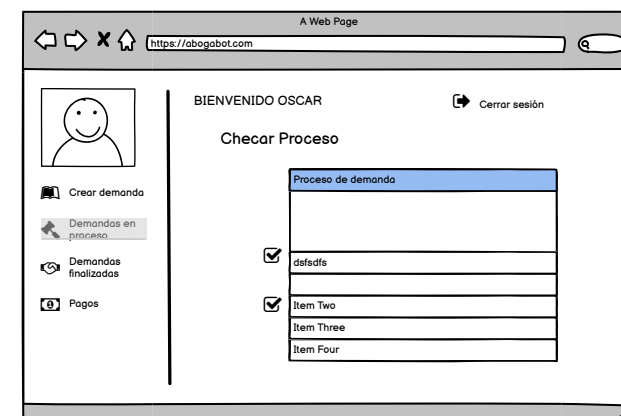 A Web Page
https://abogabot.com
BIENVENIDO OSCAR
Cerrar sesión
Checar Proceso
Proceso de demanda
Crear demanda
Demandas en
proceso
dsfsdfs
Demandas
finalizadas
Pagos
Item Two
Item Three
Item Four